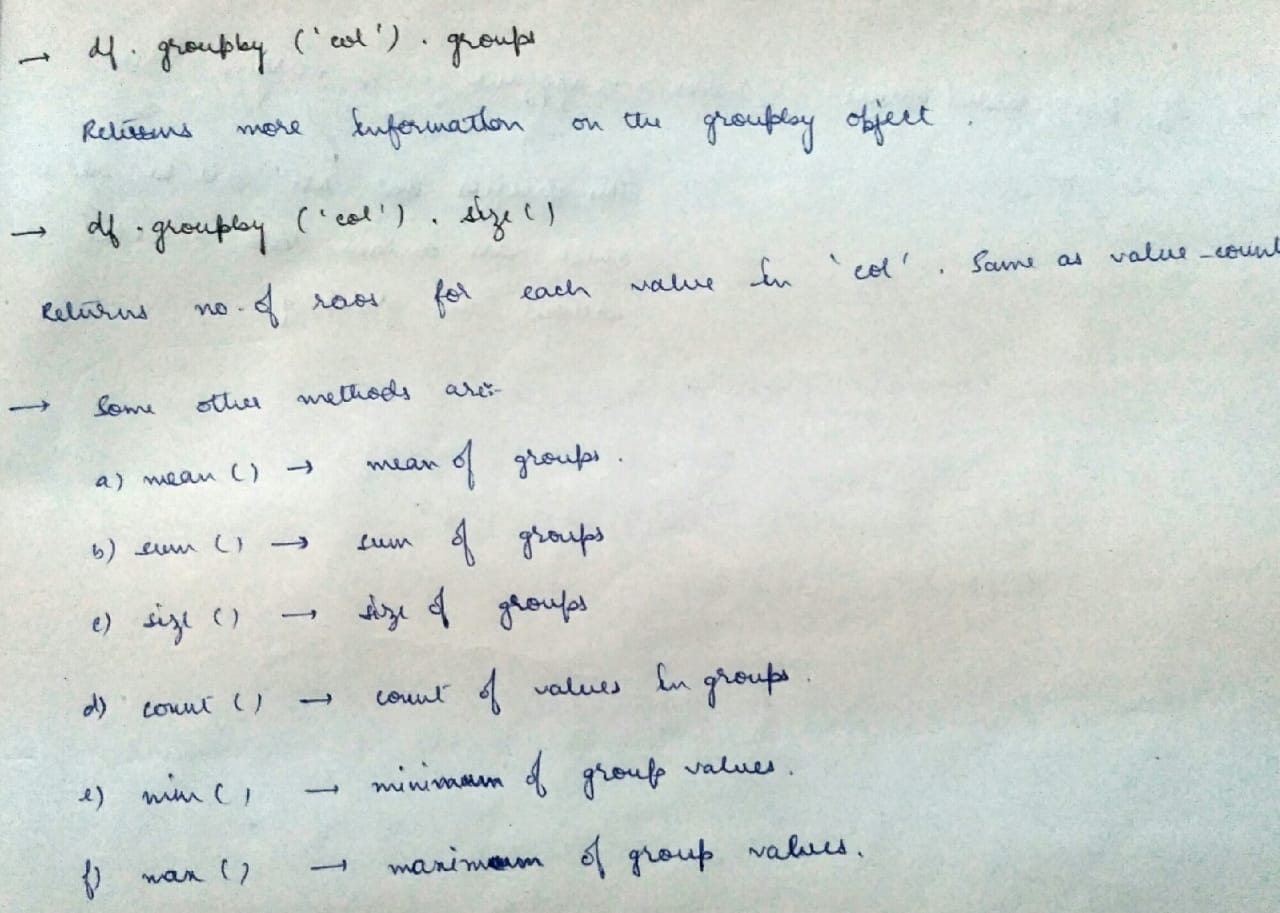 → df.groupby ('col').groups
Returns more information on the groupby object.
→ df.groupby ('col').size()
Returns no. of rows for each value in 'col'. Same as value_count
→ Some other methods are:-
a) mean () → mean of groups.
b) sum () → sum of groups
c) size () → size of groups
d) count () → count of values in groups.
e) min () → minimum of group values.
f) max () → maximum of group values.